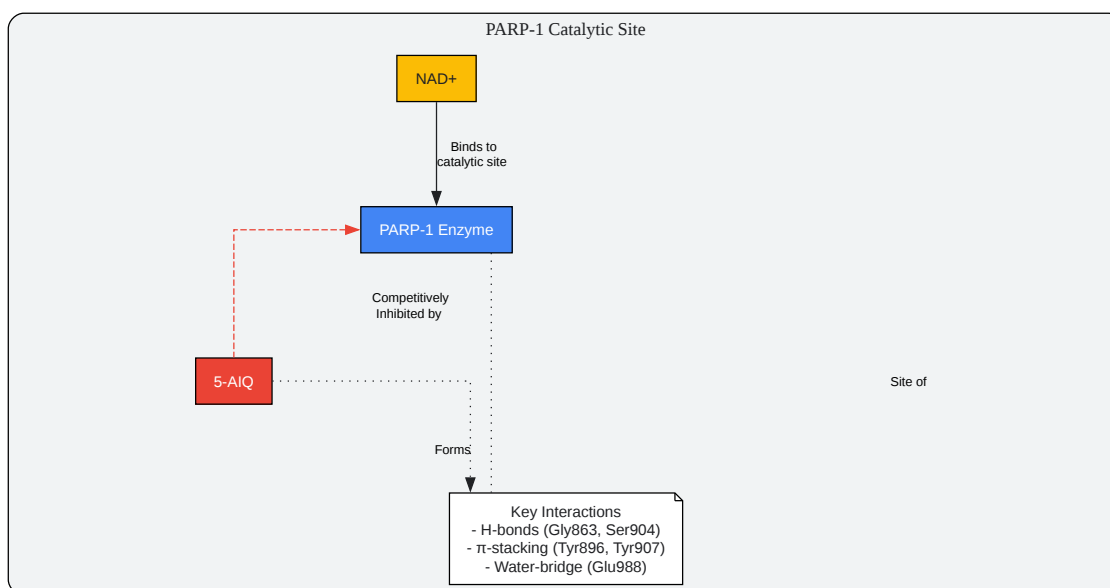 PARP-1 Catalytic Site
NAD+
Binds to
catalytic site
PARP-1 Enzyme
Competitively
Inhibited by
5-AIQ
Site of
Forms
Key Interactions
- H-bonds (Gly863, Ser904)
- π-stacking (Tyr896, Tyr907)
- Water-bridge (Glu988)